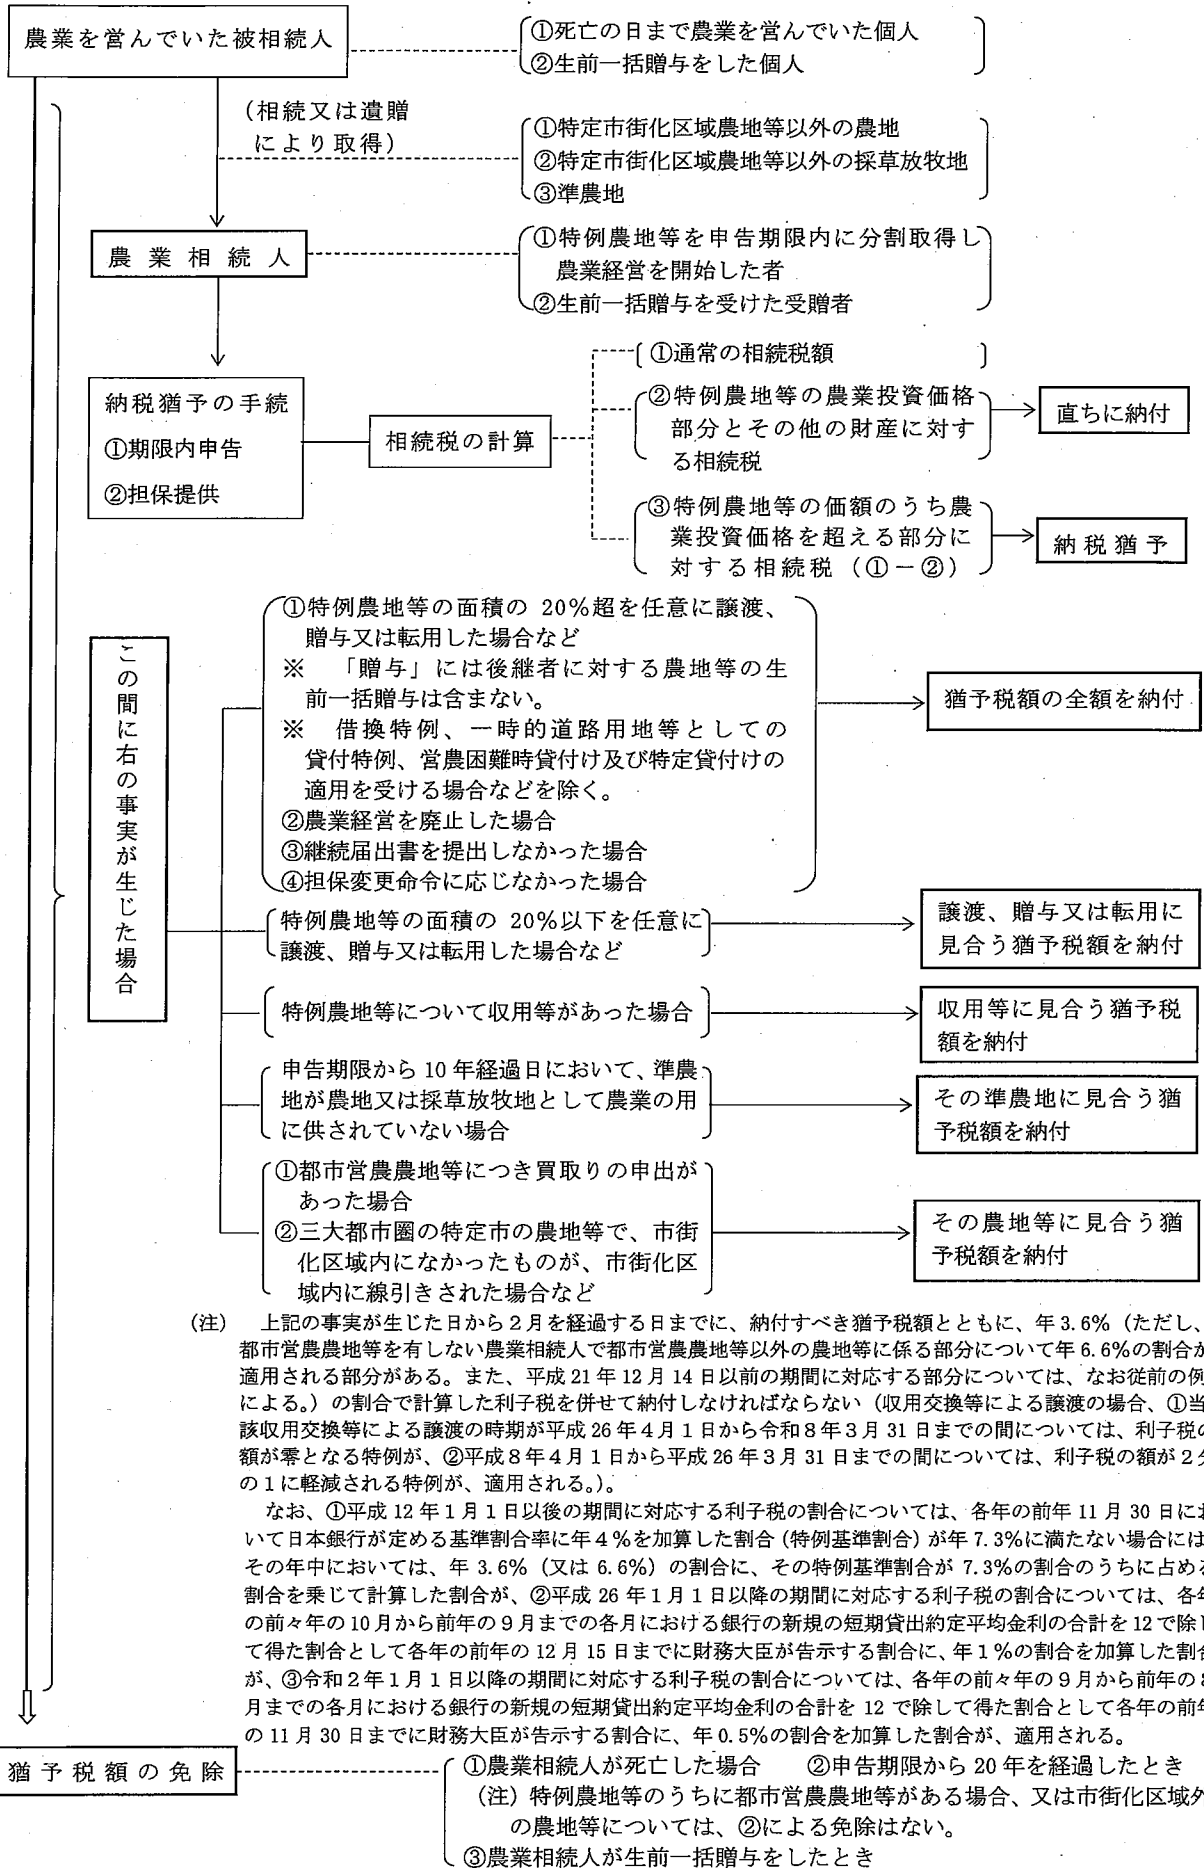 農業を営んでいた被相続人
①死亡の日まで農業を営んでいた個人
②生前一括贈与をした個人
(相続又は遺贈
により取得)
①特定市街化区域農地等以外の農地
②特定市街化区域農地等以外の採草放牧地
③準農地
農業相続人
①特例農地等を申告期限内に分割取得し
農業経営を開始した者
②生前一括贈与を受けた受贈者
納税猶予の手続
①期限内申告
②担保提供
相続税の計算
①通常の相続税額
②特例農地等の農業投資価格
部分とその他の財産に対す
る相続税
直ちに納付
③特例農地等の価額のうち農
業投資価格を超える部分に
対する相続税(①-②)
納税猶予
この間に右の事実が生じた場合
①特例農地等の面積の 20%超を任意に譲渡、
贈与又は転用した場合など
※ 「贈与」には後継者に対する農地等の生
前一括贈与は含まない。
※ 借換特例、一時的道路用地等としての
貸付特例、営農困難時貸付け及び特定貸付けの
適用を受ける場合などを除く。
②農業経営を廃止した場合
③継続届出書を提出しなかった場合
④担保変更命令に応じなかった場合
猶予税額の全額を納付
特例農地等の面積の 20%以下を任意に
譲渡、贈与又は転用した場合など
譲渡、贈与又は転用に
見合う猶予税額を納付
特例農地等について収用等があった場合
収用等に見合う猶予税
額を納付
申告期限から 10 年経過日において、準農
地が農地又は採草放牧地として農業の用
に供されていない場合
その準農地に見合う猶
予税額を納付
①都市営農農地等につき買取りの申出が
あった場合
②三大都市圏の特定市の農地等で、市街
化区域内になかったものが、市街化区
域内に線引きされた場合など
その農地等に見合う猶
予税額を納付
(注) 上記の事実が生じた日から2月を経過する日までに、納付すべき猶予税額とともに、年3.6%(ただし、
都市営農農地等を有しない農業相続人で都市営農農地等以外の農地等に係る部分について年6.6%の割合が
適用される部分がある。また、平成21年12月14日以前の期間に対応する部分については、なお従前の例
による。)の割合で計算した利子税を併せて納付しなければならない(収用交換等による譲渡の場合、①当
該収用交換等による譲渡の時期が平成26年4月1日から令和8年3月31日までの間については、利子税の
額が零となる特例が、②平成8年4月1日から平成26年3月31日までの間については、利子税の額が2分
の1に軽減される特例が、適用される。)。
なお、①平成12年1月1日以後の期間に対応する利子税の割合については、各年の前年11月30日にお
いて日本銀行が定める基準割合率に年4%を加算した割合(特例基準割合)が年7.3%に満たない場合には
その年中においては、年3.6%(又は6.6%)の割合に、その特例基準割合が7.3%の割合のうちに占める
割合を乗じて計算した割合が、②平成26年1月1日以降の期間に対応する利子税の割合については、各年
の前々年の10月から前年の9月までの各月における銀行の新規の短期貸出約定平均金利の合計を12で除し
て得た割合として各年の前年の12月15日までに財務大臣が告示する割合に、年1%の割合を加算した割合
が、③令和2年1月1日以降の期間に対応する利子税の割合については、各年の前々年の9月から前年の8
月までの各月における銀行の新規の短期貸出約定平均金利の合計を12で除して得た割合として各年の前年
の11月30日までに財務大臣が告示する割合に、年0.5%の割合を加算した割合が、適用される。
猶予税額の免除
①農業相続人が死亡した場合 ②申告期限から20年を経過したとき
(注)特例農地等のうちに都市営農農地等がある場合、又は市街化区域外
の農地等については、②による免除はない。
③農業相続人が生前一括贈与をしたとき